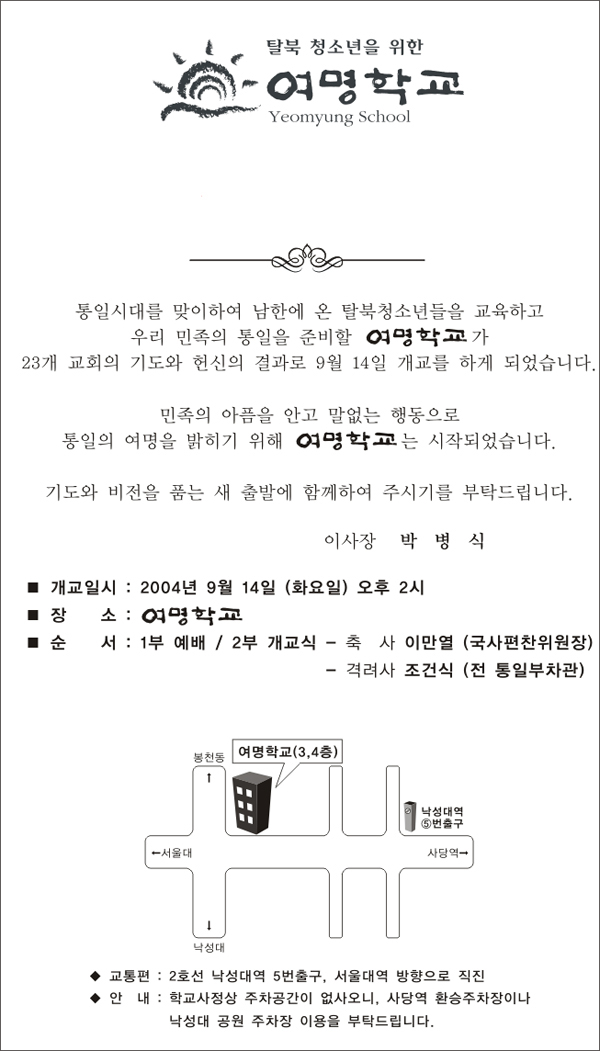 탈북 청소년을 위한
여명학교
Yeomyung School
통일시대를 맞이하여 남한에 온 탈북청소년들을 교육하고
우리 민족의 통일을 준비할 여명학교가
23개 교회의 기도와 헌신의 결과로 9월 14일 개교를 하게 되었습니다.
민족의 아픔을 안고 말없는 행동으로
통일의 여명을 밝히기 위해 여명학교는 시작되었습니다.
기도와 비전을 품는 새 출발에 함께하여 주시기를 부탁드립니다.
이사장 박 병 식
■ 개교일시 : 2004년 9월 14일 (화요일) 오후 2시
■ 장 소 : 여명학교
■ 순 서 : 1부 예배 / 2부 개교식 – 축 사 이만열 (국사편찬위원장)
– 격려사 조건식 (전 통일부차관)
봉천동
여명학교(3,4층)
낙성대역
⑤번출구
←서울대
사당역→
낙성대
◆ 교통편 : 2호선 낙성대역 5번출구, 서울대역 방향으로 직진
◆ 안 내 : 학교사정상 주차공간이 없사오니, 사당역 환승주차장이나
낙성대 공원 주차장 이용을 부탁드립니다.